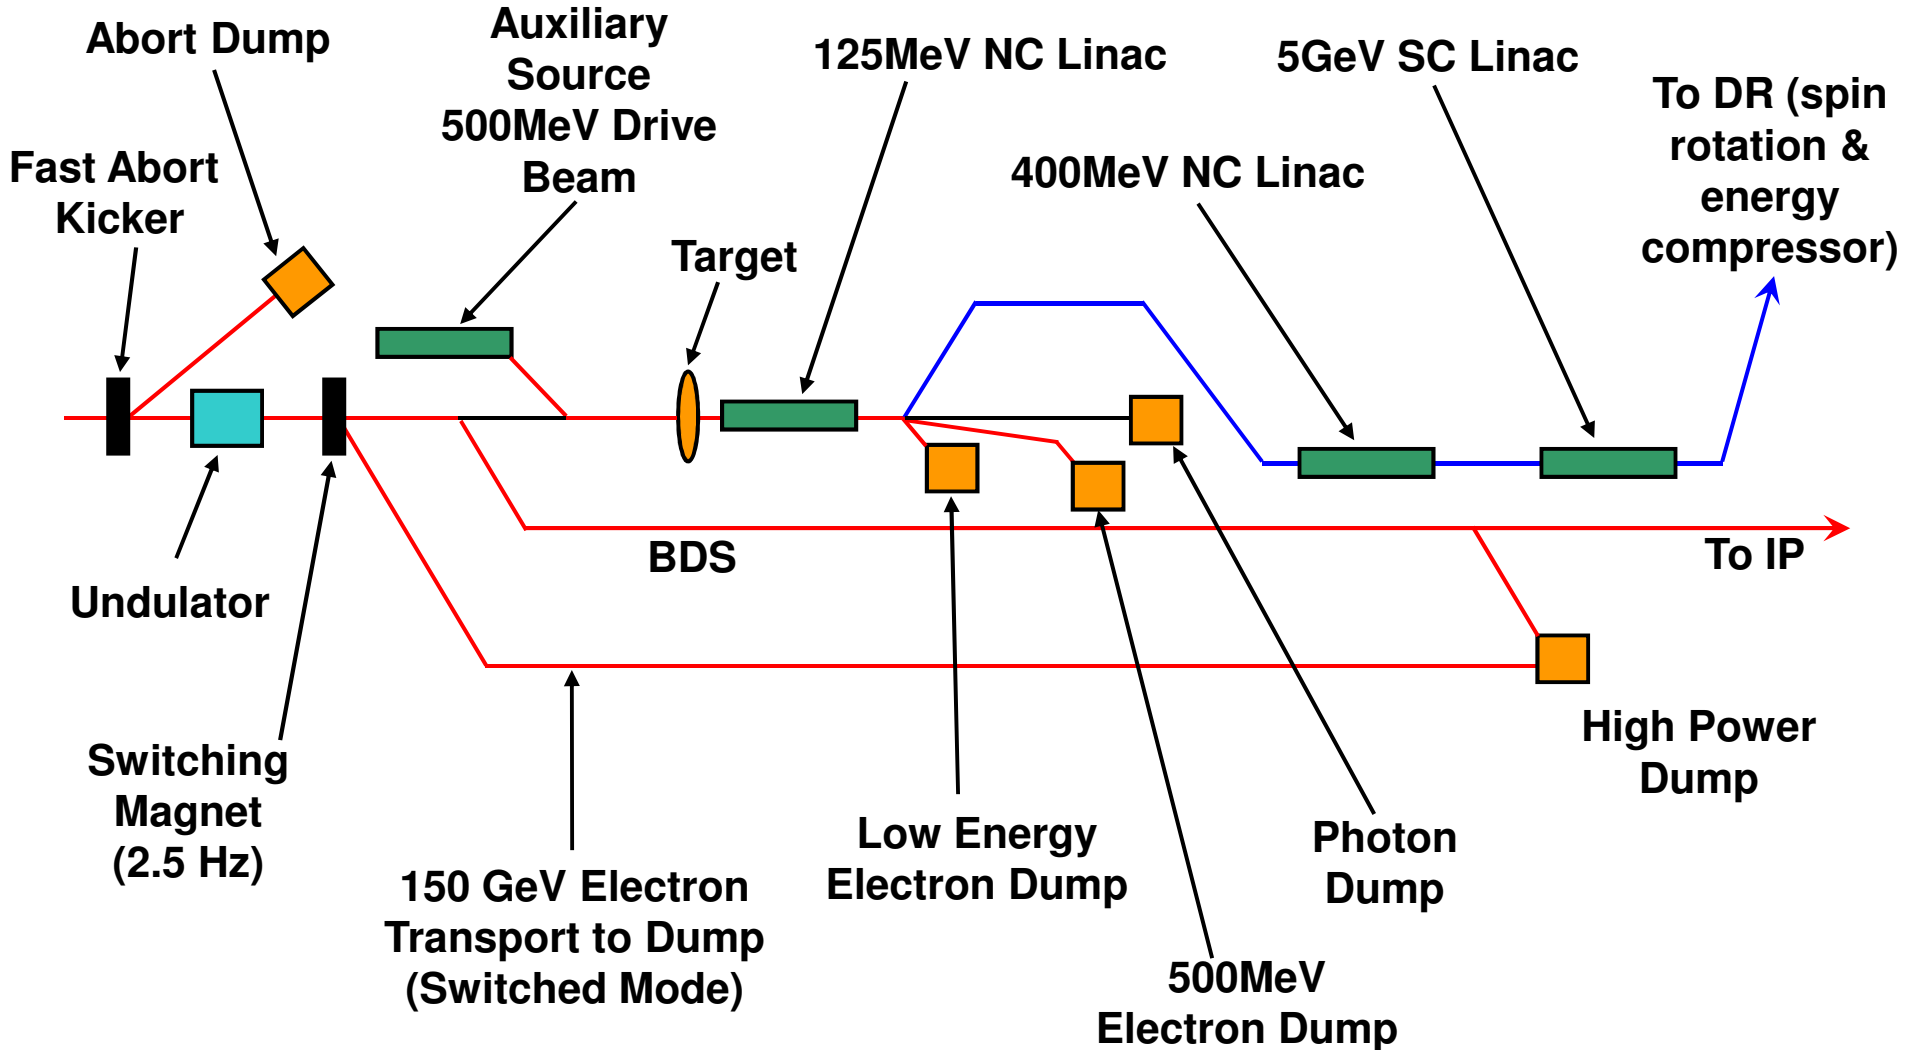 Abort Dump
Auxiliary
Source
500MeV Drive
Beam
125MeV NC Linac
5GeV SC Linac
To DR (spin
rotation &
energy
compressor)
Fast Abort
Kicker
400MeV NC Linac
Target
BDS
To IP
Undulator
Switching
Magnet
(2.5 Hz)
150 GeV Electron
Transport to Dump
(Switched Mode)
Low Energy
Electron Dump
500MeV
Electron Dump
Photon
Dump
High Power
Dump